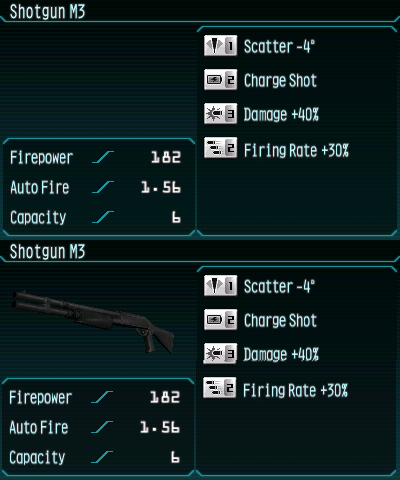 Shotgun M3
1 Scatter -4°
2 Charge Shot
3 Damage +40%
2 Firing Rate +30%
Firepower 182
Auto Fire 1.56
Capacity 6
Shotgun M3
1 Scatter -4°
2 Charge Shot
3 Damage +40%
2 Firing Rate +30%
Firepower 182
Auto Fire 1.56
Capacity 6